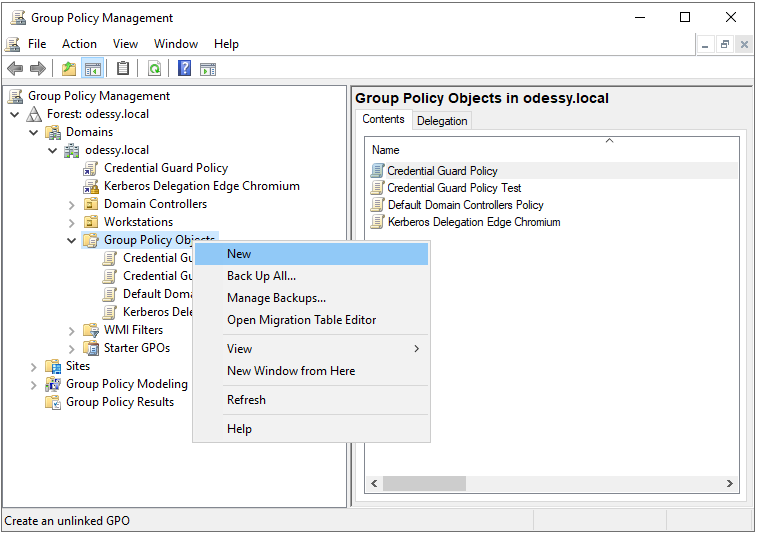 Group Policy Management
File Action View Window Help
Group Policy Management
Forest: odessy.local
Domains
odessy.local
Credential Guard Policy
Kerberos Delegation Edge Chromium
Domain Controllers
Workstations
Group Policy Objects
Credential Gu
Credential Gu
Default Doma
Kerberos Dele
WMI Filters
Starter GPOs
Sites
Group Policy Modeling
Group Policy Results
New
Back Up All...
Manage Backups...
Open Migration Table Editor
View
New Window from Here
Refresh
Help
Group Policy Objects in odessy.local
Contents Delegation
Name
Credential Guard Policy
Credential Guard Policy Test
Default Domain Controllers Policy
Kerberos Delegation Edge Chromium
Create an unlinked GPO